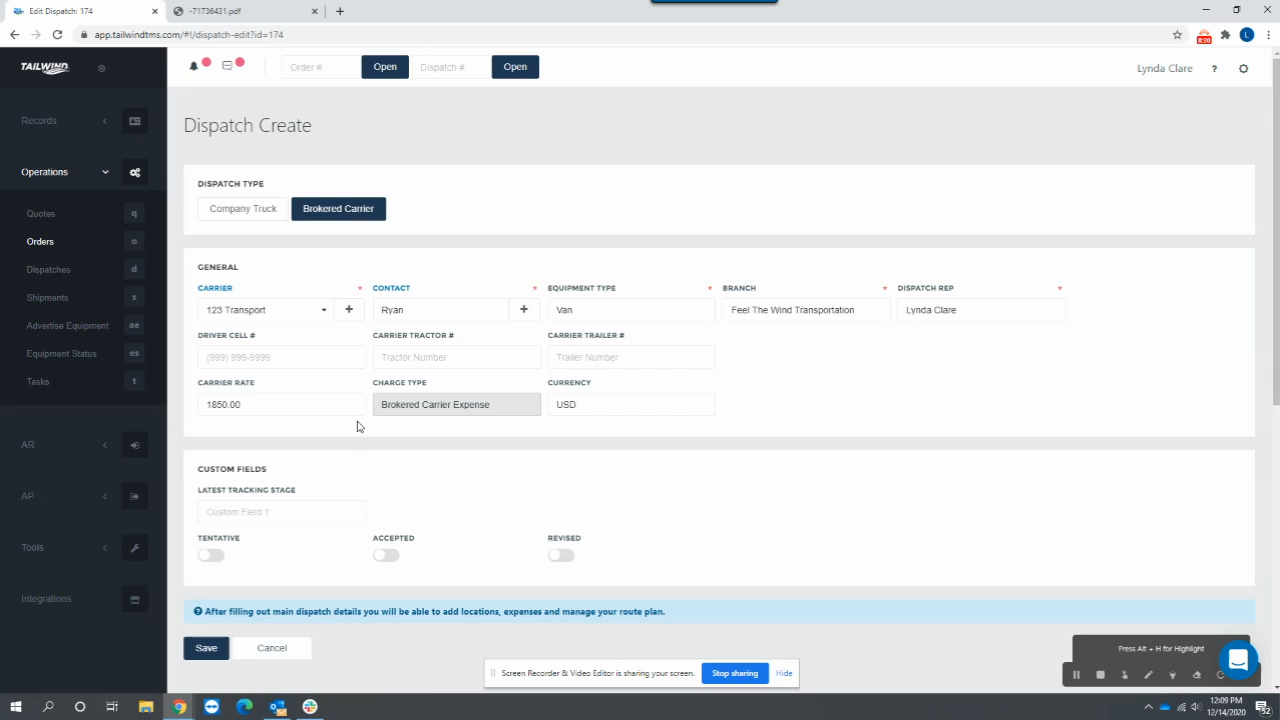 Edit Dispatch: 174
-71736431.pdf
app.tailwindtms.com/#!/dispatch-edit?id=174
TAILWIND
Order #
Open
Dispatch #
Open
Lynda Clare
?
Records
Operations
Quotes
q
Orders
o
Dispatches
d
Shipments
s
Advertise Equipment
ae
Equipment Status
es
Tasks
t
AR
AP
Tools
Integrations
Dispatch Create
DISPATCH TYPE
Company Truck
Brokered Carrier
GENERAL
CARRIER * CONTACT * EQUIPMENT TYPE * BRANCH * DISPATCH REP *
123 Transport + Ryan + Van Feel The Wind Transportation Lynda Clare
DRIVER CELL # CARRIER TRACTOR # CARRIER TRAILER #
(999) 999-9999 Tractor Number Trailer Number
CARRIER RATE CHARGE TYPE CURRENCY
1850.00 Brokered Carrier Expense USD
CUSTOM FIELDS
LATEST TRACKING STAGE
Custom Field 1
TENTATIVE ACCEPTED REVISED
After filling out main dispatch details you will be able to add locations, expenses and manage your route plan.
Save Cancel
Press Alt + H for Highlight
Screen Recorder & Video Editor is sharing your screen. Stop sharing Hide
12:09 PM
12/14/2020
52